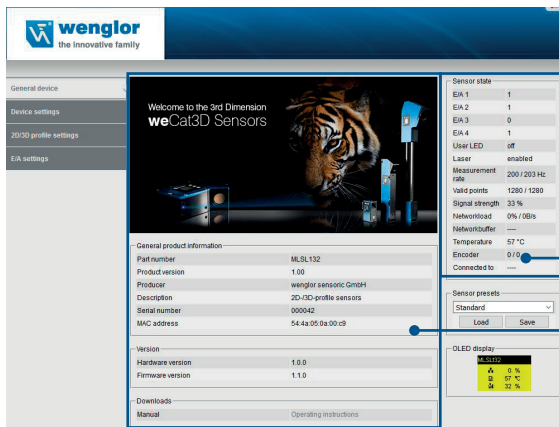 wenglor
the innovative family
General device
Device settings
2D/3D profile settings
E/A settings
Welcome to the 3rd Dimension
weCat3D Sensors
General product information
Part number MLSL132
Product version 1.00
Producer wenglor sensoric GmbH
Description 2D-/3D-profile sensors
Serial number 000042
MAC address 54:4a:05:0a:00:c9
Version
Hardware version 1.0.0
Firmware version 1.1.0
Downloads
Manual Operating instructions
Sensor state
E/A 1 1
E/A 2 1
E/A 3 0
E/A 4 1
User LED off
Laser enabled
Measurement rate 200 / 203 Hz
Valid points 1280 / 1280
Signal strength 33 %
Networkload 0% / 0B/s
Networkbuffer ----
Temperature 57 °C
Encoder 0 / 0
Connected to ----
Sensor presets
Standard
Load Save
OLED display
MLSL132
0 %
57 °C
32 %